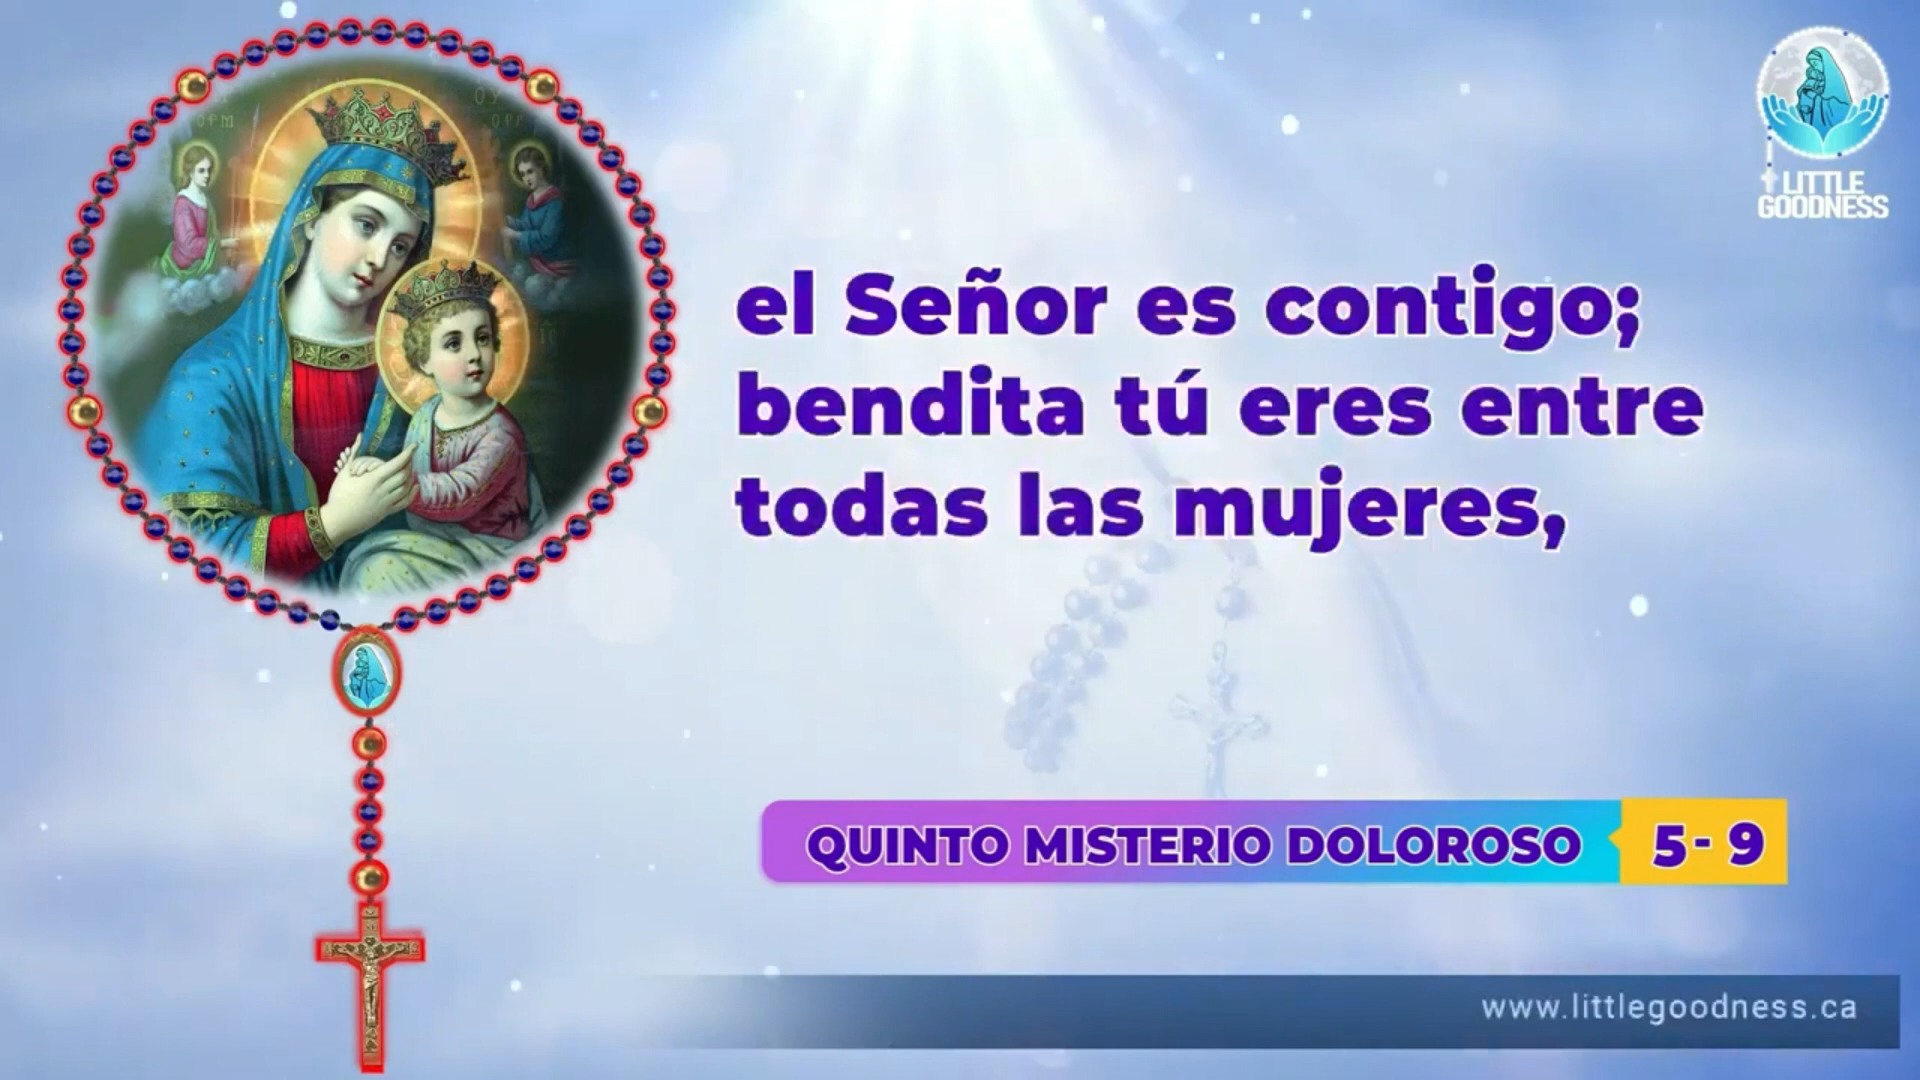 LITTLE
GOODNESS
el Señor es contigo;
bendita tú eres entre
todas las mujeres,
QUINTO MISTERIO DOLOROSO 5- 9
www.littlegoodness.ca